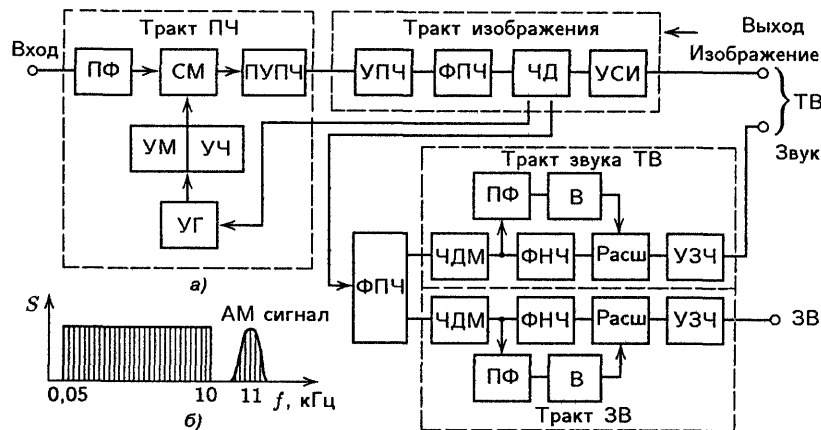 Тракт ПЧ
Вход
ПФ
СМ
ПУПЧ
УМ
УЧ
УГ
а)
Тракт изображения
УПЧ
ФПЧ
ЧД
УСИ
Выход
Изображение
ТВ
Звук
Тракт звука ТВ
ПФ
В
ФПЧ
ЧДМ
ФНЧ
Расш
УЗЧ
ЧДМ
ФНЧ
Расш
УЗЧ
ЗВ
ПФ
В
Тракт ЗВ
S
АМ сигнал
0,05
10
11
f, кГц
б)